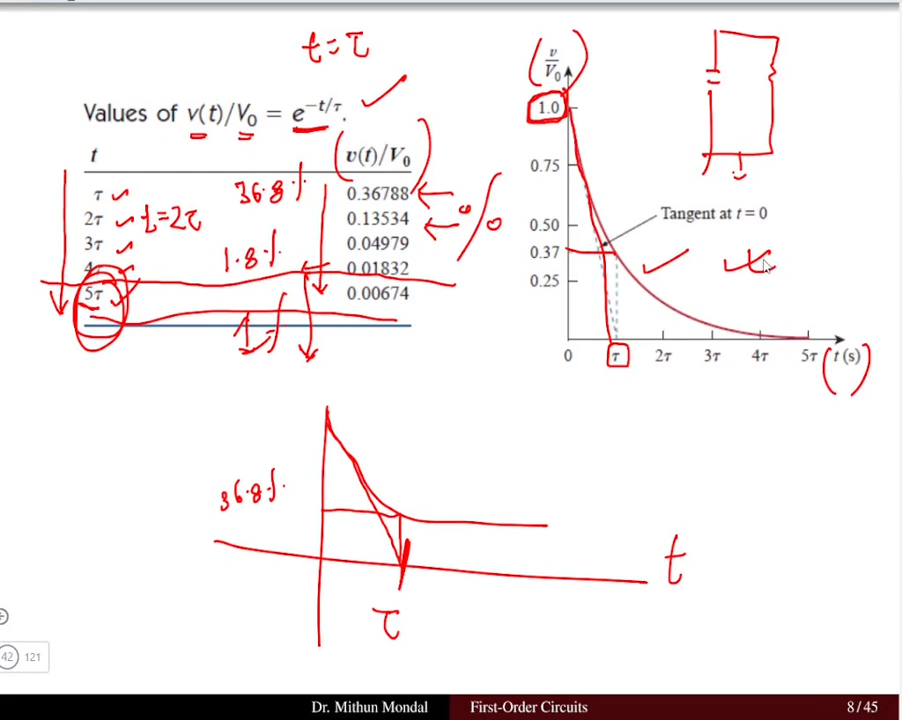 t = τ
Values of v(t)/V₀ = e^−t/τ.
t v(t)/V₀
τ 36.8% 0.36788
2τ t=2τ 0.13534 %
3τ 0.04979
4τ 1.8% 0.01832
5τ 0.00674
1%
v/V₀
1.0
0.75
0.50
0.37
0.25
Tangent at t = 0
0 τ 2τ 3τ 4τ 5τ t (s)
36.8%
t
τ
42 121
Dr. Mithun Mondal First-Order Circuits 8 / 45